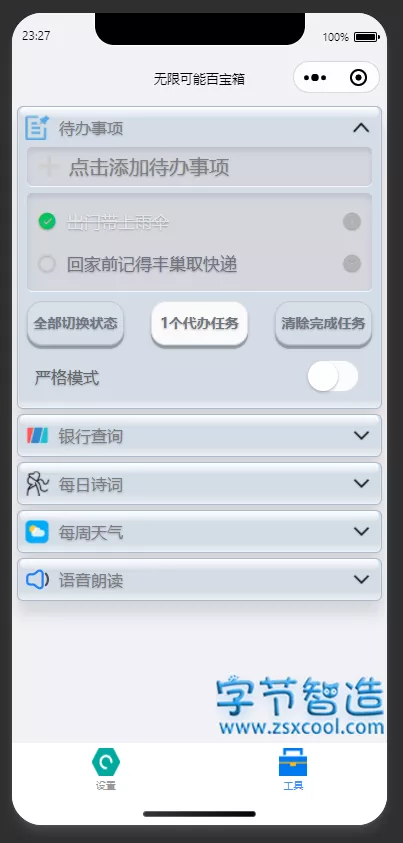 23:27
100%
无限可能百宝箱
待办事项
点击添加待办事项
出门带上雨伞
回家前记得丰巢取快递
全部切换状态
1个代办任务
清除完成任务
严格模式
银行查询
每日诗词
每周天气
语音朗读
字节智造
www.zsxcool.com
设置
工具